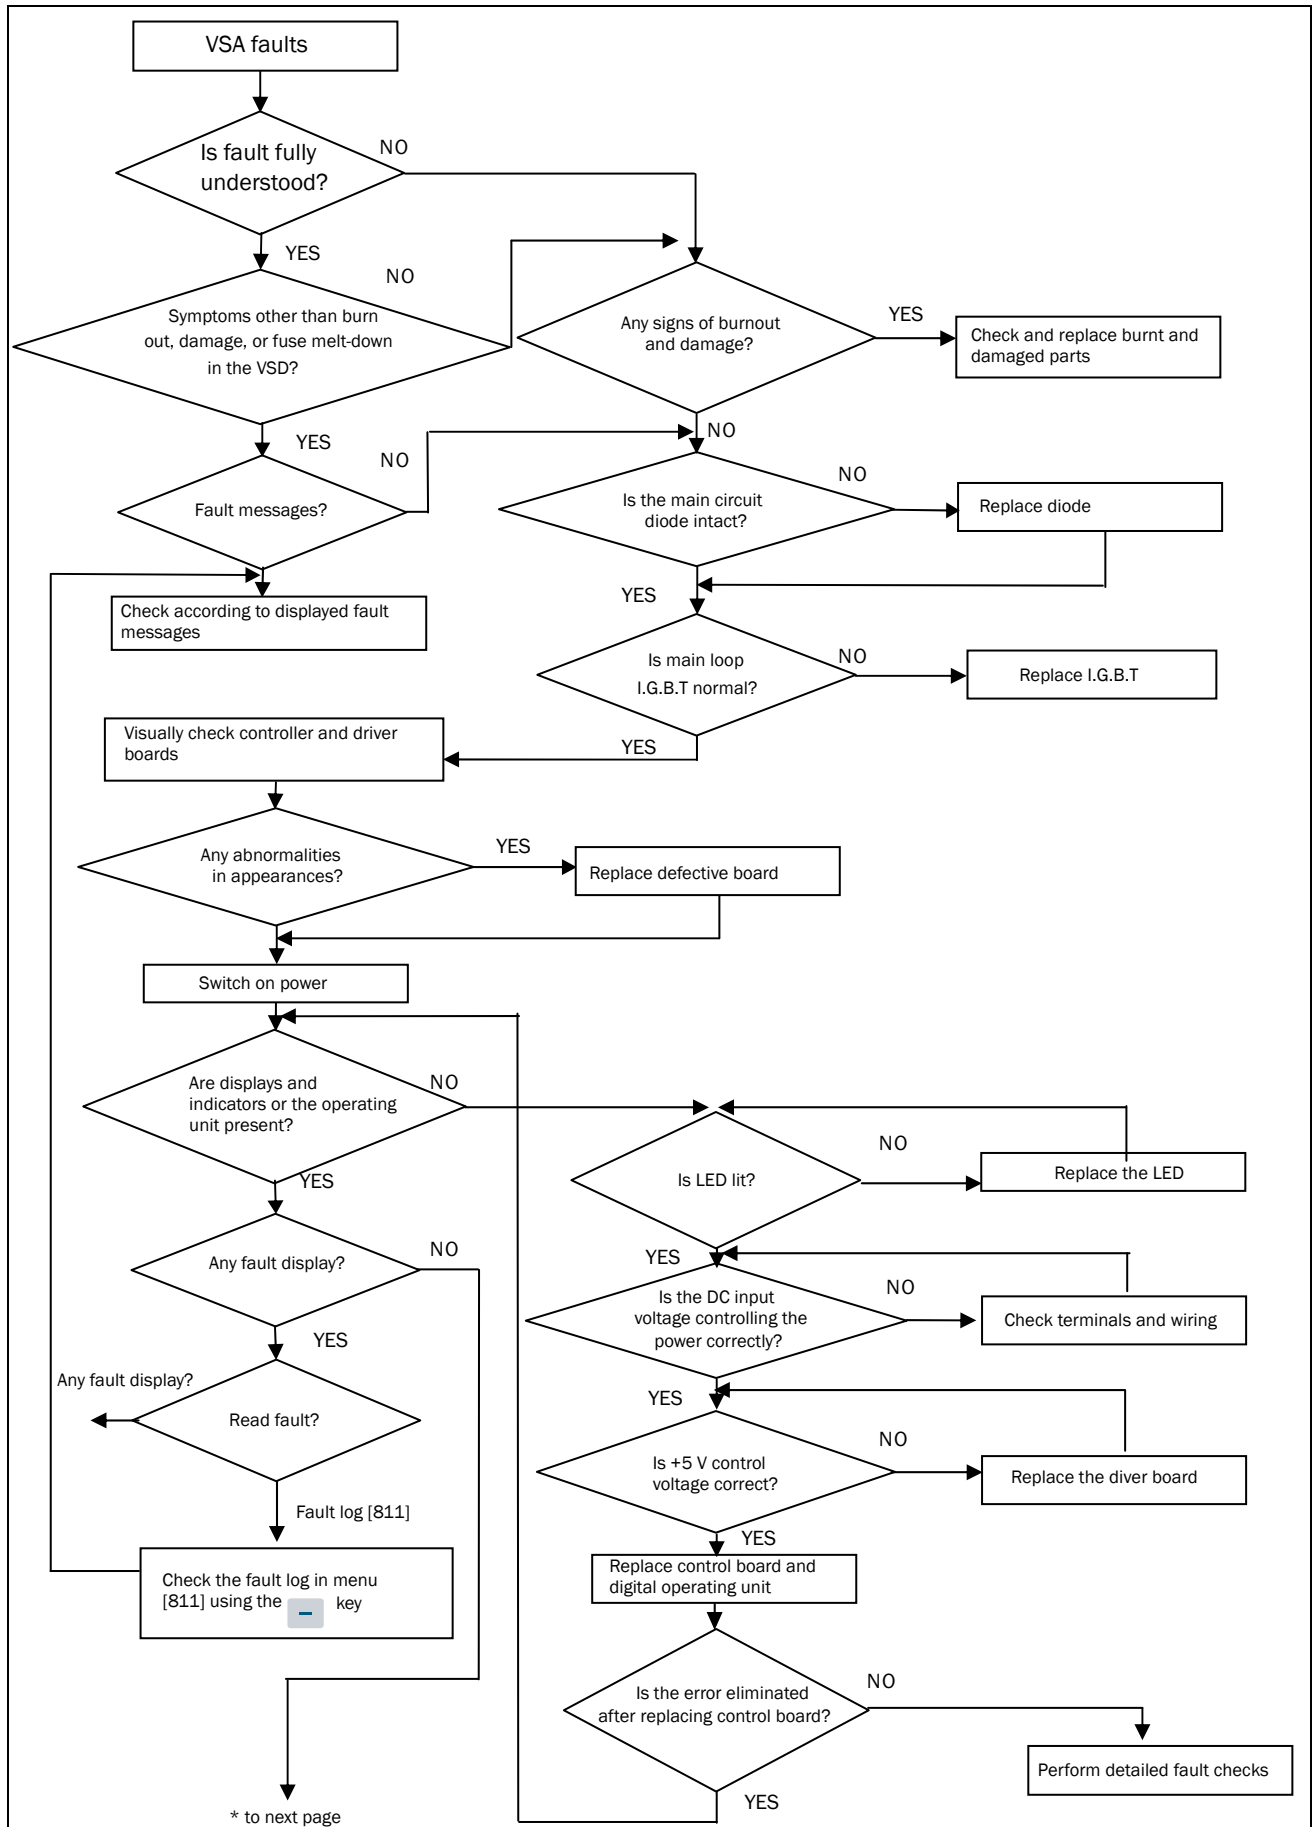 VSA faults
Is fault fully
understood?
NO
YES
NO
Symptoms other than burn
out, damage, or fuse melt-down
in the VSD?
Any signs of burnout
and damage?
YES
Check and replace burnt and
damaged parts
YES
NO
NO
Fault messages?
Is the main circuit
diode intact?
NO
Replace diode
Check according to displayed fault
messages
YES
Is main loop
I.G.B.T normal?
NO
Replace I.G.B.T
Visually check controller and driver
boards
YES
Any abnormalities
in appearances?
YES
Replace defective board
Switch on power
Are displays and
indicators or the operating
unit present?
NO
YES
Is LED lit?
NO
Replace the LED
Any fault display?
NO
YES
Is the DC input
voltage controlling the
power correctly?
NO
Check terminals and wiring
YES
Any fault display?
Read fault?
YES
Is +5 V control
voltage correct?
NO
Replace the diver board
Fault log [811]
YES
Check the fault log in menu
[811] using the – key
Replace control board and
digital operating unit
Is the error eliminated
after replacing control board?
NO
Perform detailed fault checks
YES
* to next page